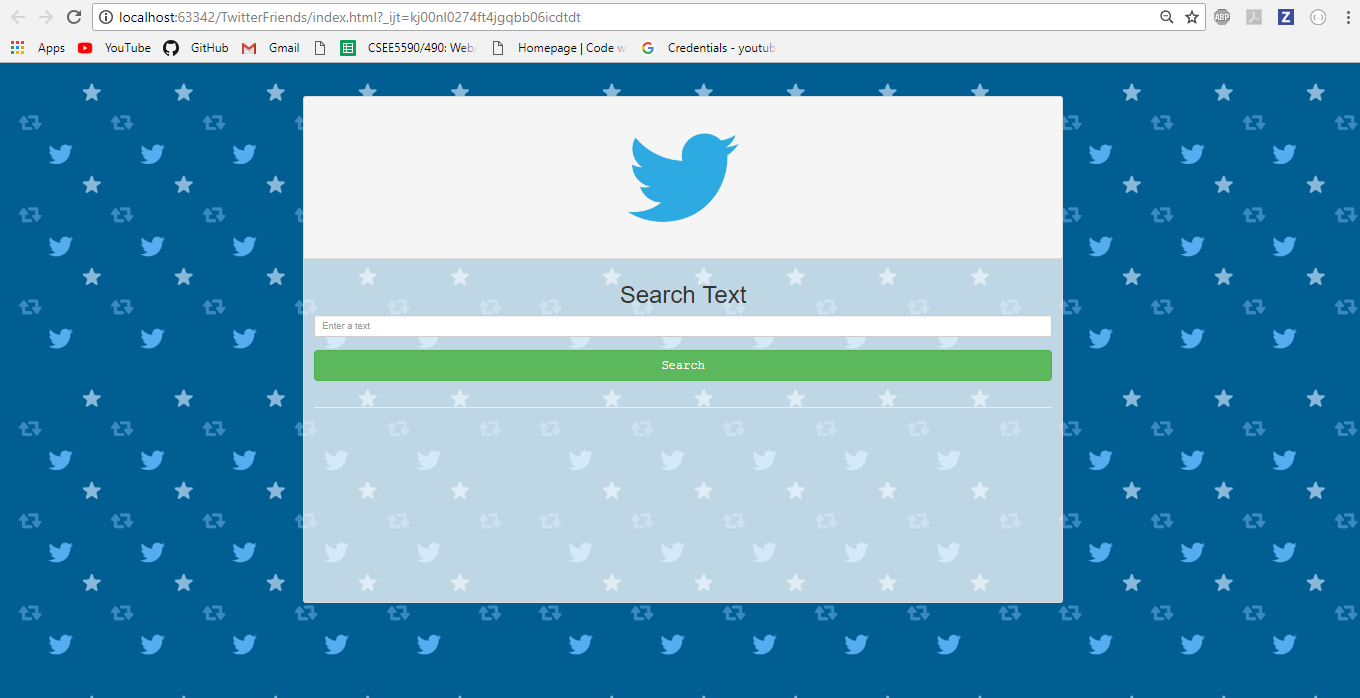 localhost:63342/TwitterFriends/index.html?_ijt=kj00nl0274ft4jgqbb06icdtdt ABP Z
Apps YouTube GitHub Gmail CSEE5590/490: Web Homepage | Code w Credentials - youtub
Search Text
Enter a text
Search